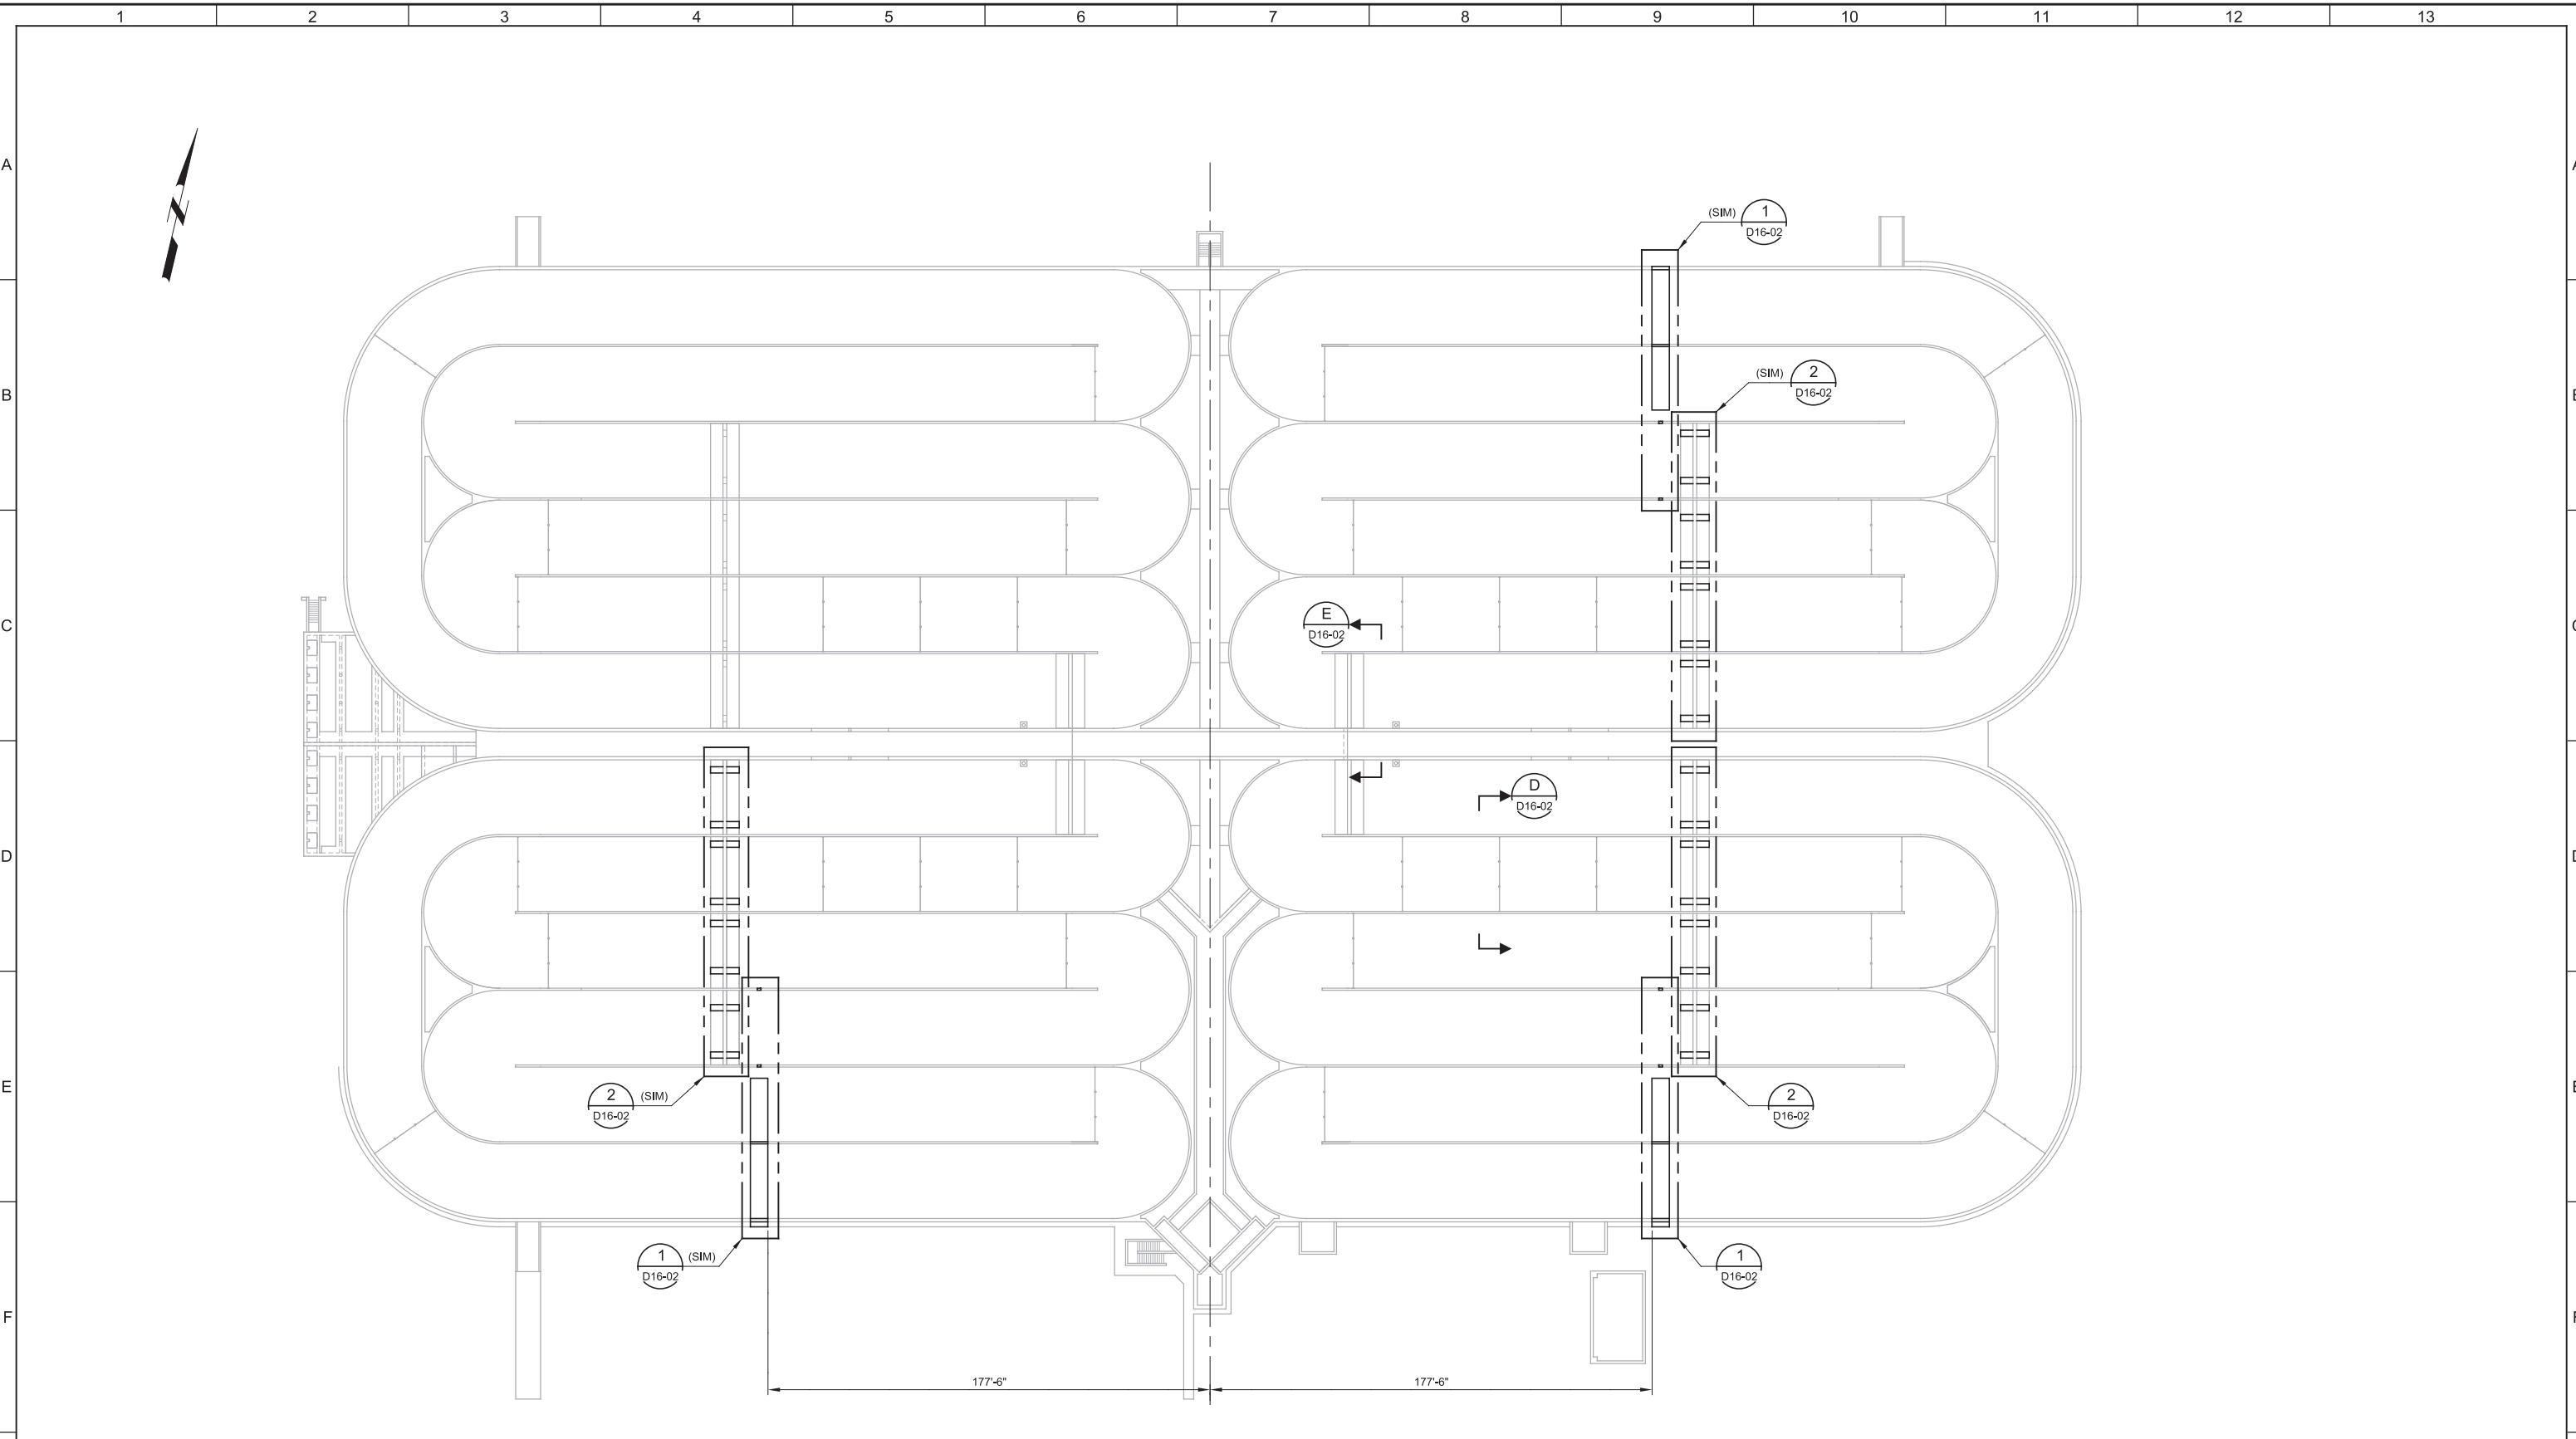 1 2 3 4 5 6 7 8 9 10 11 12 13
A A
(SIM) 1
D16-02
B B
(SIM) 2
D16-02
C C
E
D16-02
D
D16-02
D D
E E
2 (SIM)
D16-02
2
D16-02
1 (SIM)
D16-02
1
D16-02
F F
177'-6" 177'-6"